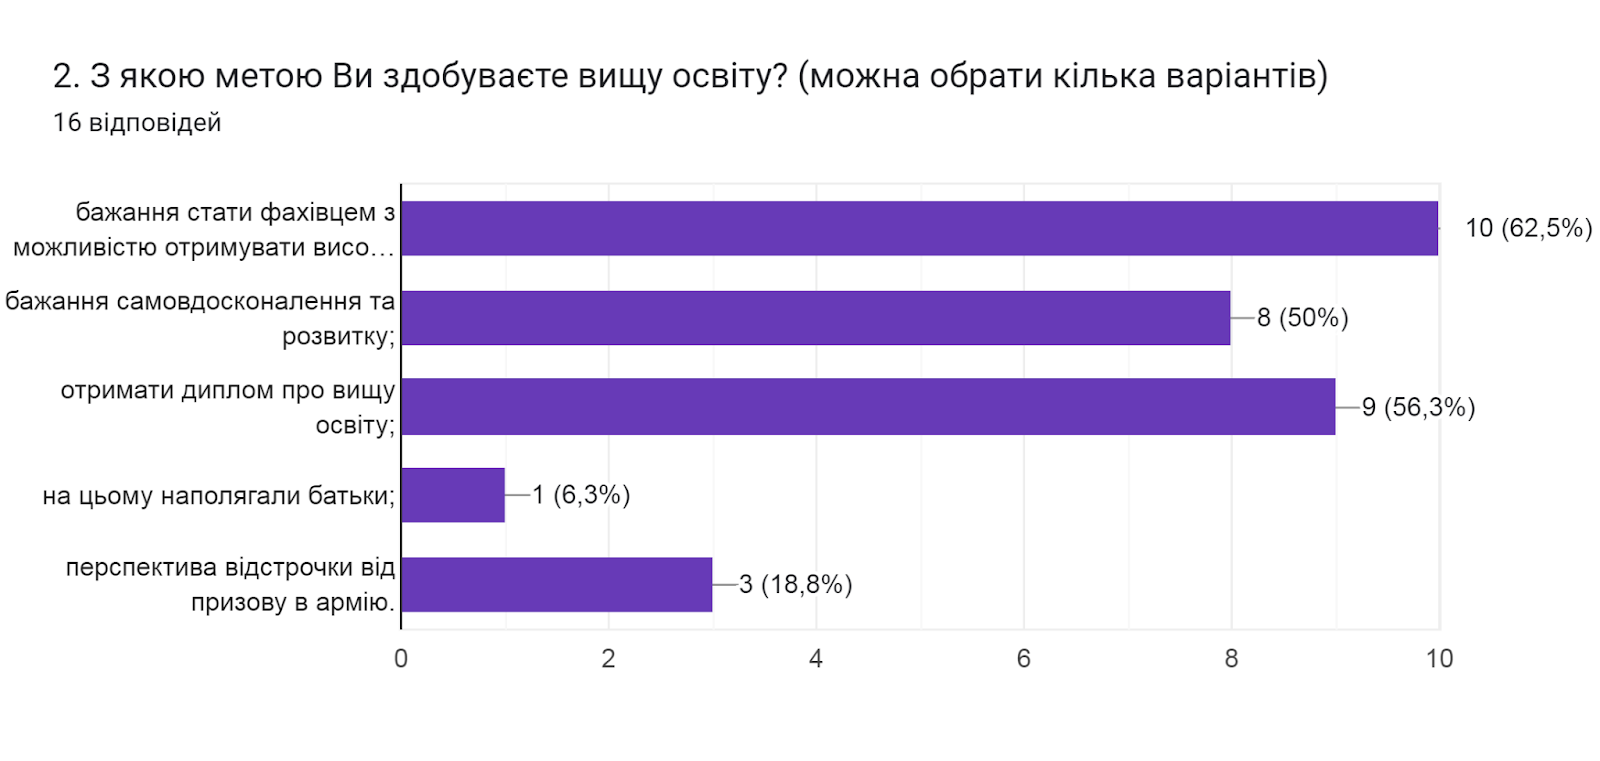 2. З якою метою Ви здобуваєте вищу освіту? (можна обрати кілька варіантів)
16 відповідей
бажання стати фахівцем з
можливістю отримувати висо…
10 (62,5%)
бажання самовдосконалення та
розвитку;
8 (50%)
отримати диплом про вищу
освіту;
9 (56,3%)
на цьому наполягали батьки;
1 (6,3%)
перспектива відстрочки від
призову в армію.
3 (18,8%)
0 2 4 6 8 10